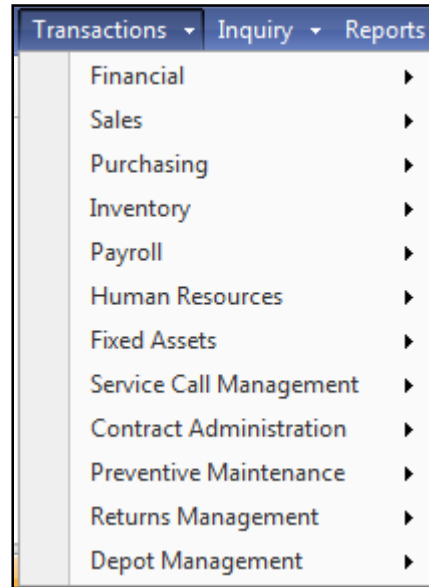 Transactions Inquiry Reports
Financial
Sales
Purchasing
Inventory
Payroll
Human Resources
Fixed Assets
Service Call Management
Contract Administration
Preventive Maintenance
Returns Management
Depot Management